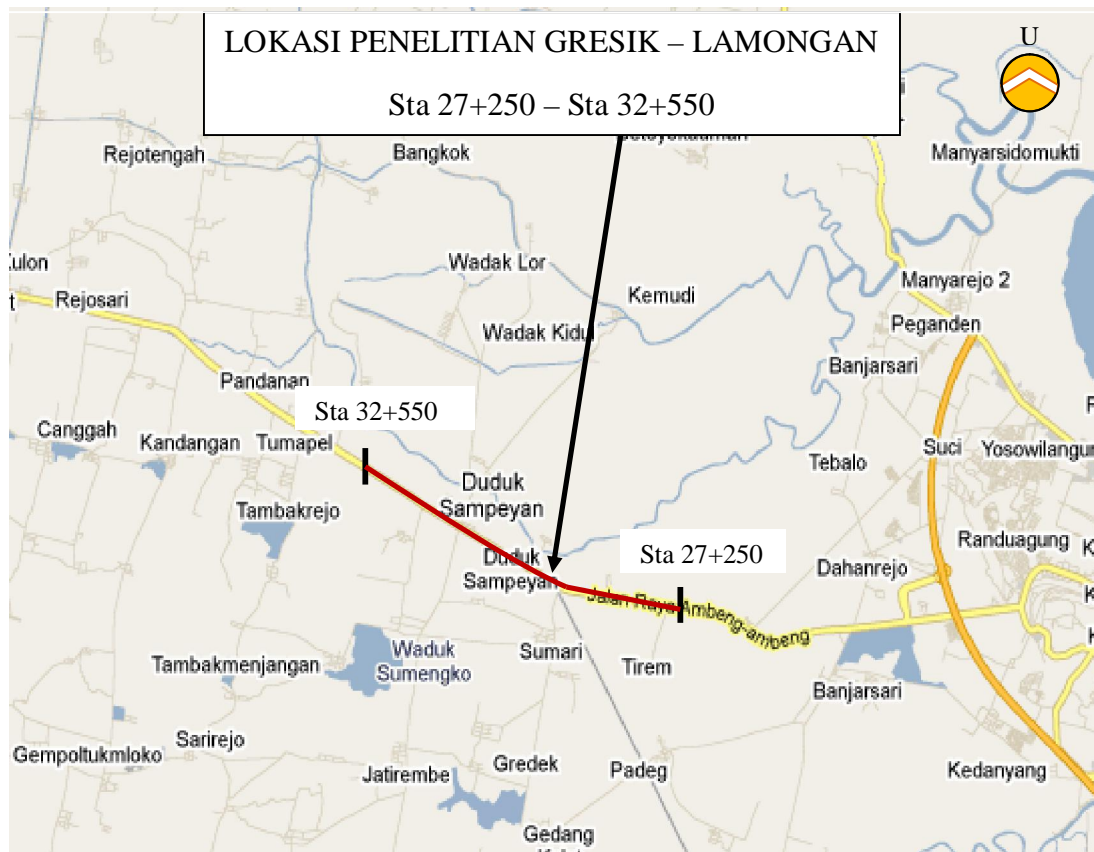 LOKASI PENELITIAN GRESIK – LAMONGAN
Sta 27+250 – Sta 32+550
U
Rejotengah
Bangkok
Manyarsidomukti
Wadak Lor
Kemudi
Manyarejo 2
Rejosari
Wadak Kidul
Peganden
Banjarsari
Pandanan
Sta 32+550
Canggah
Kandangan
Tumapel
Suci
Tebalo
Duduk
Sampeyan
Tambakrejo
Sta 27+250
Duduk
Sampeyan
Randuagung
Dahanrejo
Jalan Raya Ambeng-ambeng
Waduk
Sumengko
Sumari
Tirem
Tambakmenjangan
Banjarsari
Sarirejo
Gempoltukmloko
Jatirembe
Gredek
Padeg
Kedanyang
Gedang